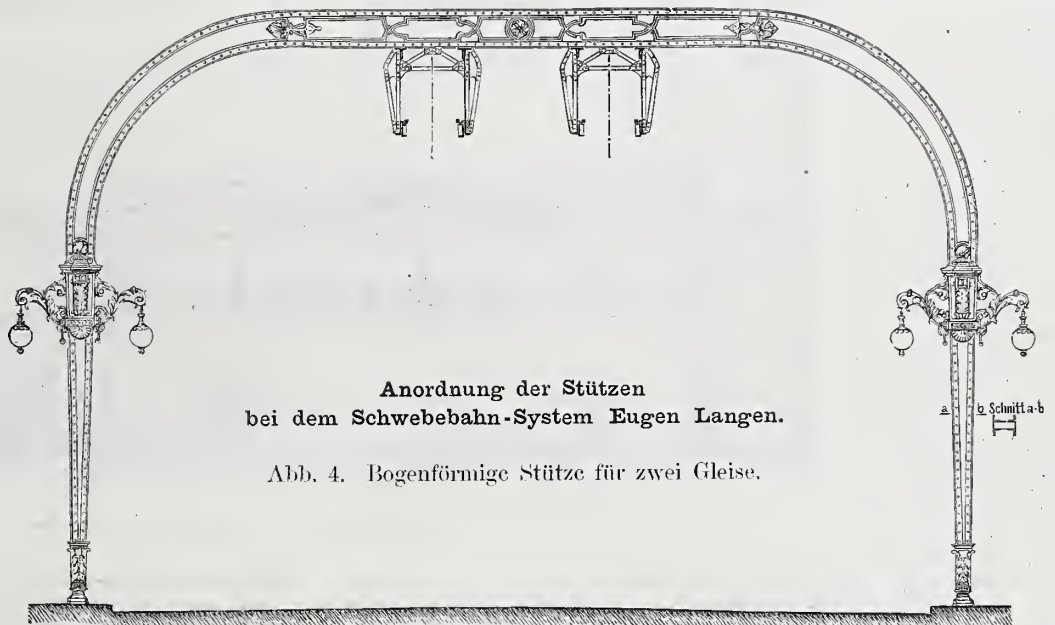 Anordnung der Stützen
bei dem Schwebebahn-System Eugen Langen.
a b Schnitt a-b
Abb. 4. Bogenförmige Stütze für zwei Gleise.